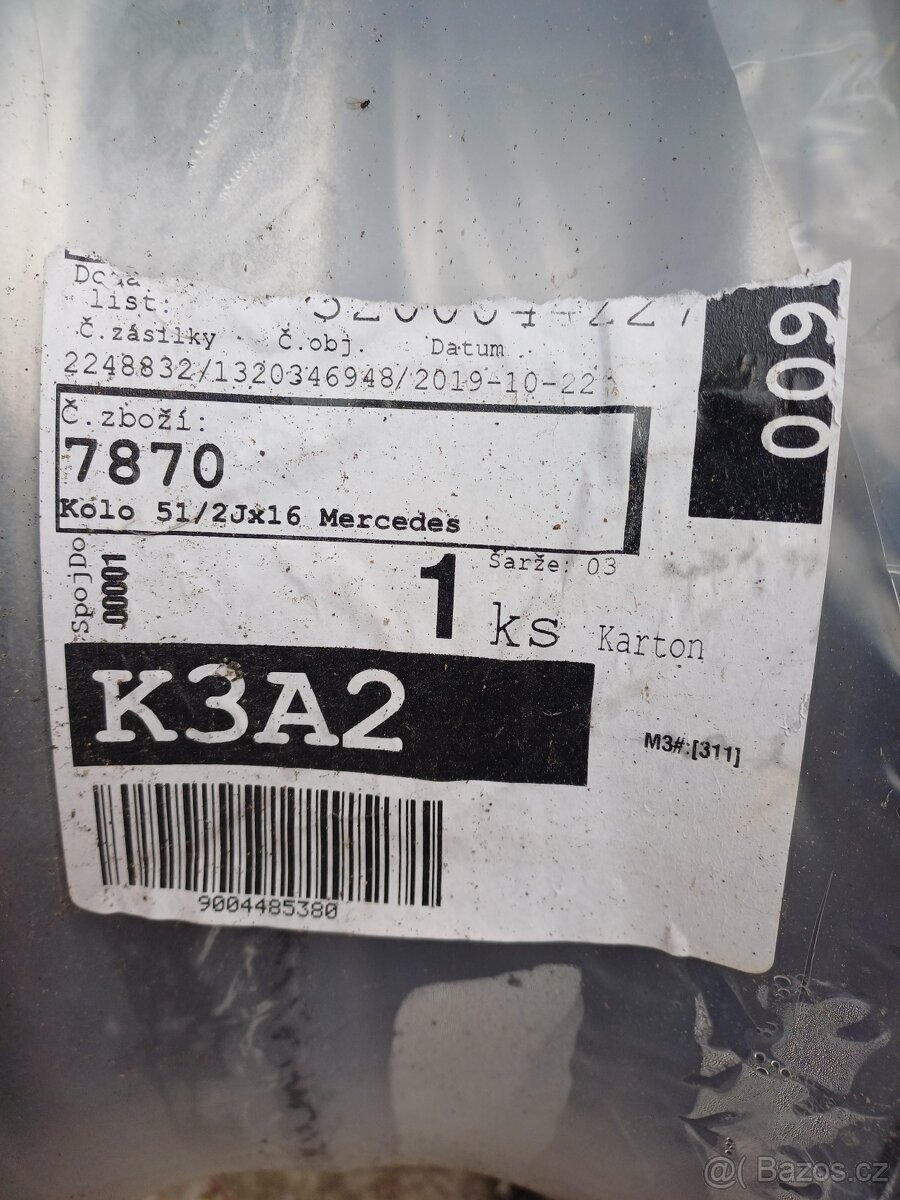 list:
č.zásilky č.obj. Datum
2248832/1320346948/2019-10-22
009
Č.zboží:
7870
Kolo 51/2Jx16 Mercedes
SpojDo
00001
Šarže: 03
1 ks Karton
K3A2
M3#:[311]
9004485380
@( Bazos.cz